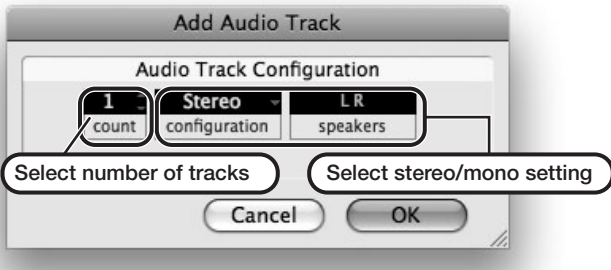 Add Audio Track
Audio Track Configuration
1 Stereo L R
count configuration speakers
Select number of tracks Select stereo/mono setting
Cancel OK